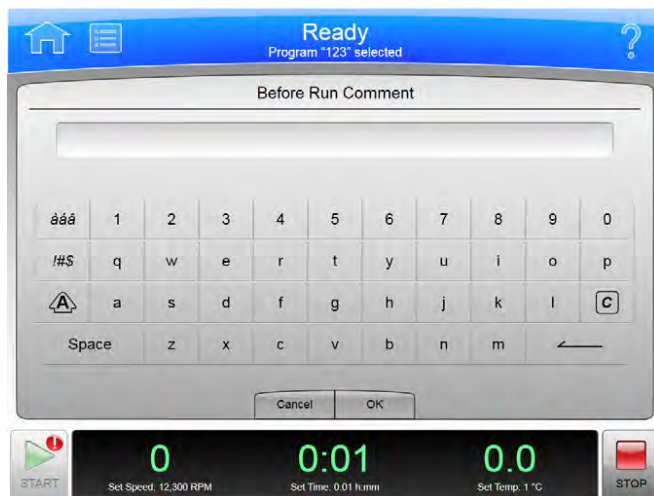 Ready
Program "123" selected
?
Before Run Comment
àáâ 1 2 3 4 5 6 7 8 9 0
!#$ q w e r t y u i o p
A a s d f g h j k l C
Space z x c v b n m
Cancel OK
0 0:01 0.0
START Set Speed. 12,300 RPM Set Time. 0.01 h:mm Set Temp. 1 °C STOP